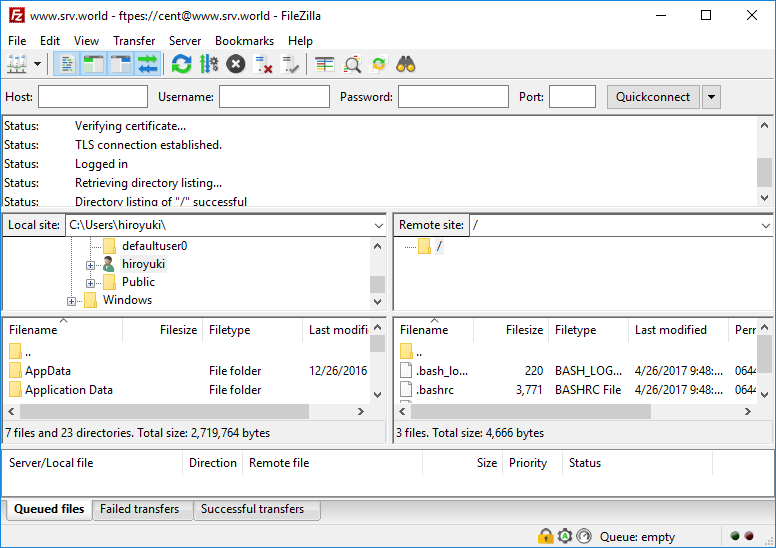 www.srv.world - ftpes://cent@www.srv.world - FileZilla
File Edit View Transfer Server Bookmarks Help
Host: Username: Password: Port: Quickconnect
Status: Verifying certificate...
Status: TLS connection established.
Status: Logged in
Status: Retrieving directory listing...
Status: Directory listing of "/" successful
Local site: C:\Users\hiroyuki\
defaultuser0
hiroyuki
Public
Windows
Remote site: /
/
Filename Filesize Filetype Last modifi
..
AppData File folder 12/26/2016
Application Data File folder
7 files and 23 directories. Total size: 2,719,764 bytes
Filename Filesize Filetype Last modified Perr
..
.bash_lo... 220 BASH_LOG... 4/26/2017 9:48:... 064
.bashrc 3,771 BASHRC File 4/26/2017 9:48:... 064
3 files. Total size: 4,666 bytes
Server/Local file Direction Remote file Size Priority Status
Queued files Failed transfers Successful transfers
Queue: empty